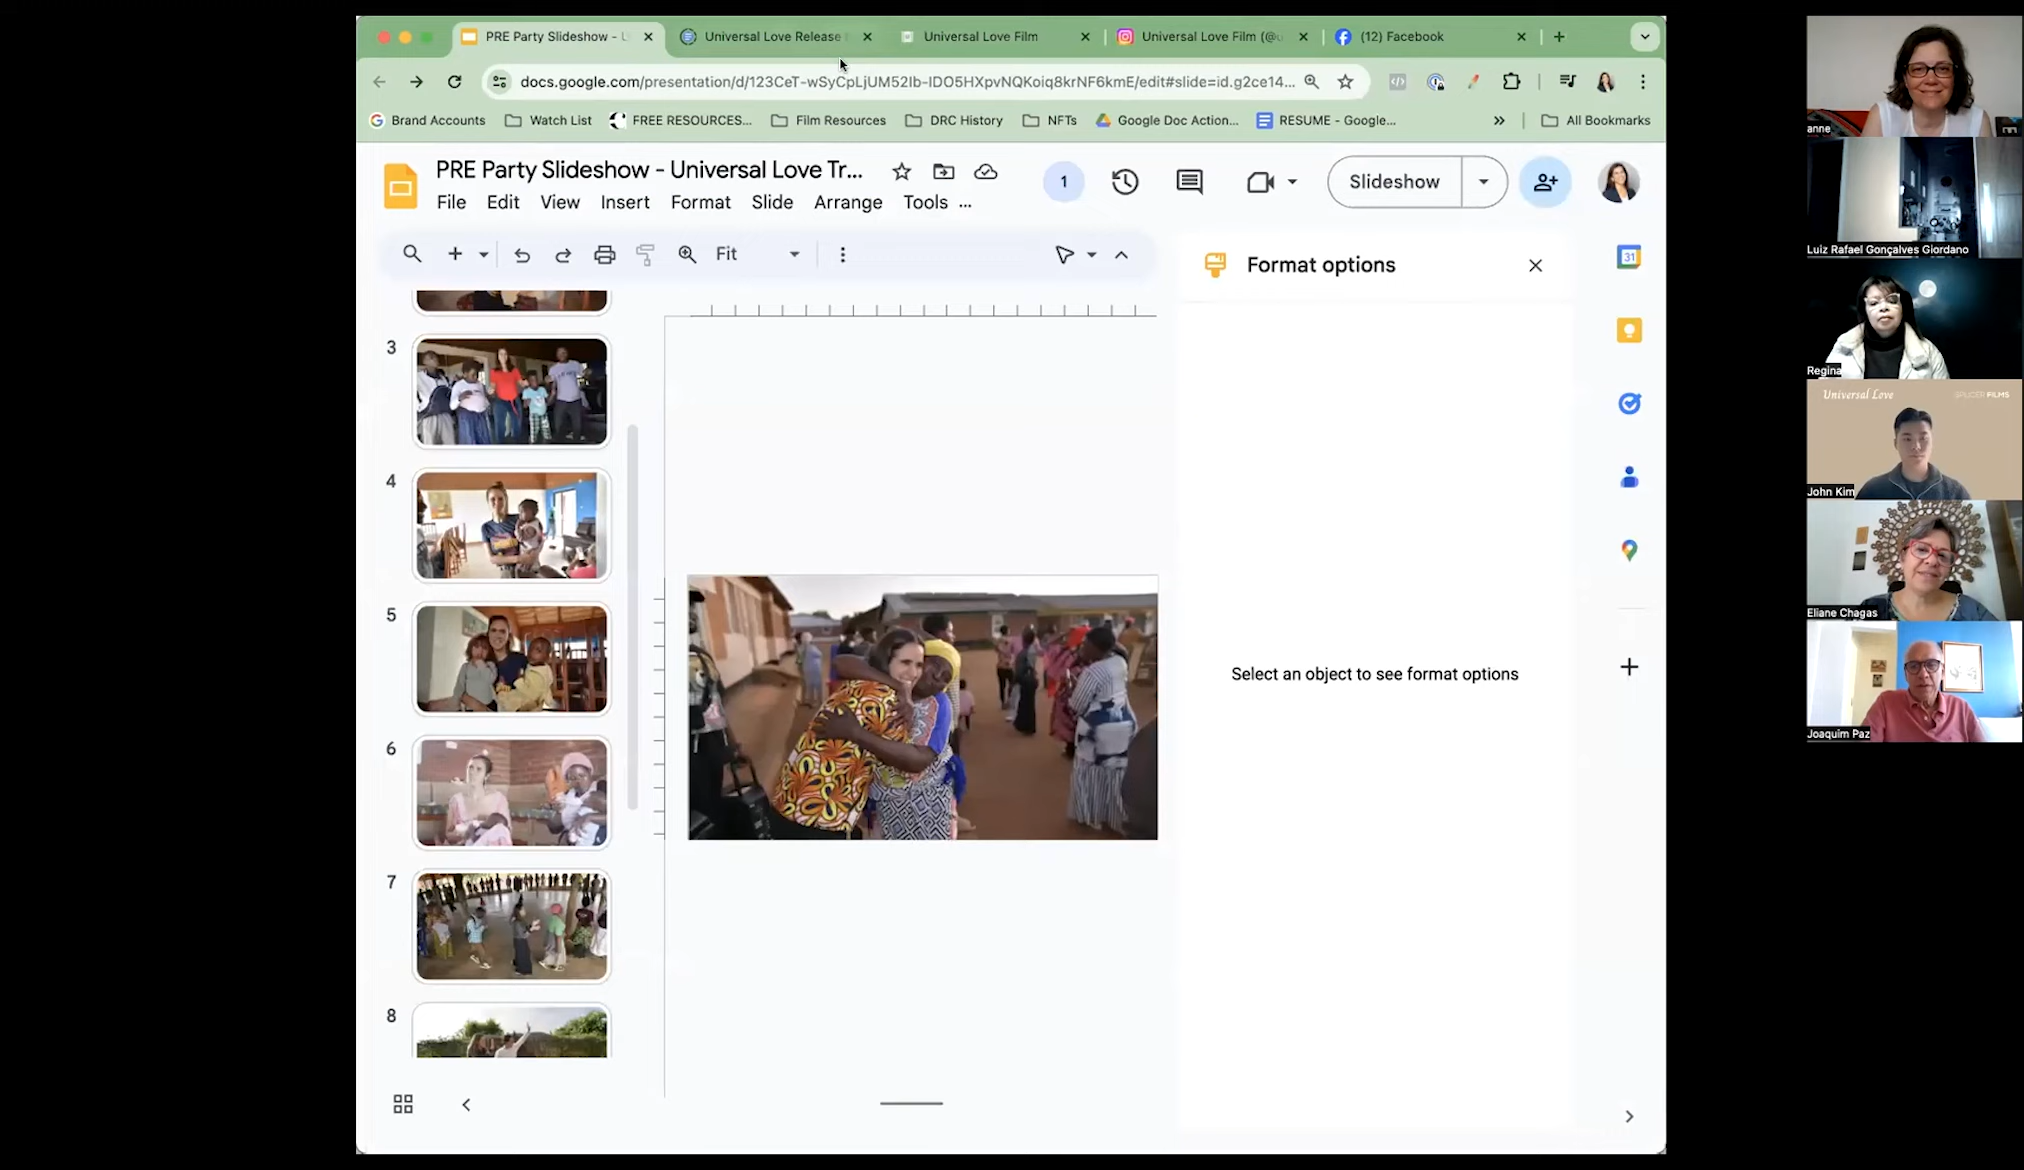 PRE Party Slideshow - U
Universal Love Release
Universal Love Film
Universal Love Film (@u
(12) Facebook
docs.google.com/presentation/d/123CeT-wSyCpLjUM52Ib-IDO5HXpvNQKoiq8krNF6kmE/edit#slide=id.g2ce14...
Brand Accounts
Watch List
FREE RESOURCES...
Film Resources
DRC History
NFTs
Google Doc Action...
RESUME - Google...
All Bookmarks
PRE Party Slideshow - Universal Love Tr...
1
Slideshow
File Edit View Insert Format Slide Arrange Tools ...
Fit
Format options
31
3
4
5
6
7
8
Select an object to see format options
anne
Luiz Rafael Gonçalves Giordano
Regina
Universal Love
SPLICER FILMS
John Kim
Eliane Chagas
Joaquim Paz